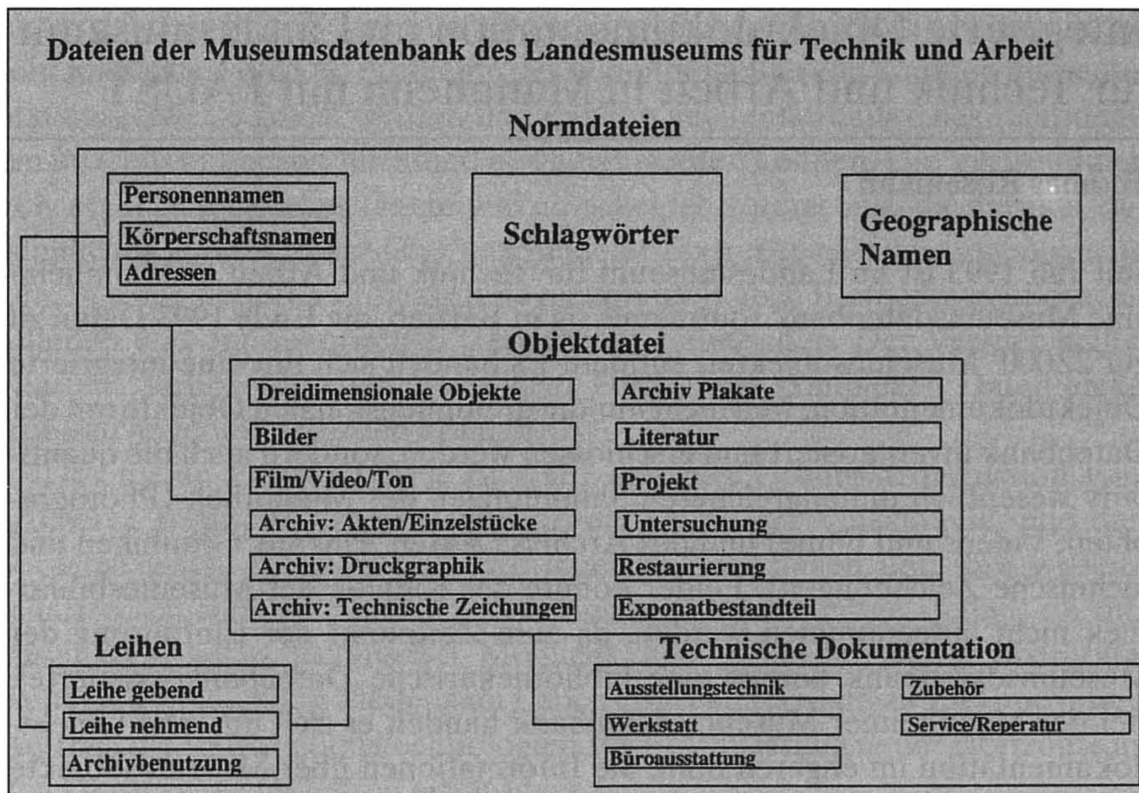 Dateien der Museumsdatenbank des Landesmuseums für Technik und Arbeit
Normdateien
Personennamen
Körperschaftsnamen
Adressen
Schlagwörter
Geographische
Namen
Objektdatei
Dreidimensionale Objekte
Bilder
Film/Video/Ton
Archiv: Akten/Einzelstücke
Archiv: Druckgraphik
Archiv: Technische Zeichungen
Archiv Plakate
Literatur
Projekt
Untersuchung
Restaurierung
Exponatbestandteil
Leihen
Leihe gebend
Leihe nehmend
Archivbenutzung
Technische Dokumentation
Ausstellungstechnik
Werkstatt
Büroausstattung
Zubehör
Service/Reperatur